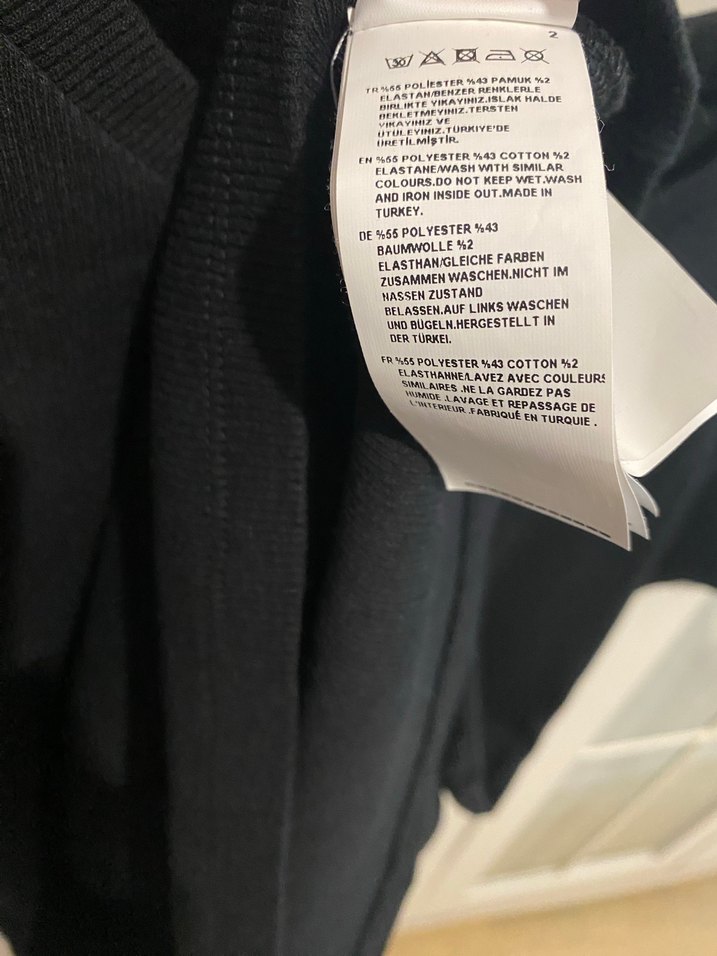 2
30
TR %55 POLİESTER %43 PAMUK %2
ELASTAN/BENZER RENKLERLE
BİRLİKTE YIKAYINIZ.ISLAK HALDE
BEKLETMEYINIZ.TERSTEN
YIKAYINIZ VE
ÜTÜLEYINIZ.TÜRKİYE'DE
ÜRETİLMİŞTİR.
EN %55 POLYESTER %43 COTTON %2
ELASTANE/WASH WITH SIMILAR
COLOURS.DO NOT KEEP WET.WASH
AND IRON INSIDE OUT.MADE IN
TURKEY.
DE %55 POLYESTER %43
BAUMWOLLE %2
ELASTHAN/GLEICHE FARBEN
ZUSAMMEN WASCHEN.NICHT IM
NASSEN ZUSTAND
BELASSEN.AUF LINKS WASCHEN
UND BÜGELN.HERGESTELLT IN
DER TÜRKEI.
FR %55 POLYESTER %43 COTTON %2
ELASTHANNE/LAVEZ AVEC COULEURS
SIMILAIRES .NE LA GARDEZ PAS
HUMIDE .LAVAGE ET REPASSAGE DE
L'INTERIEUR .FABRIQUÉ EN TURQUIE .